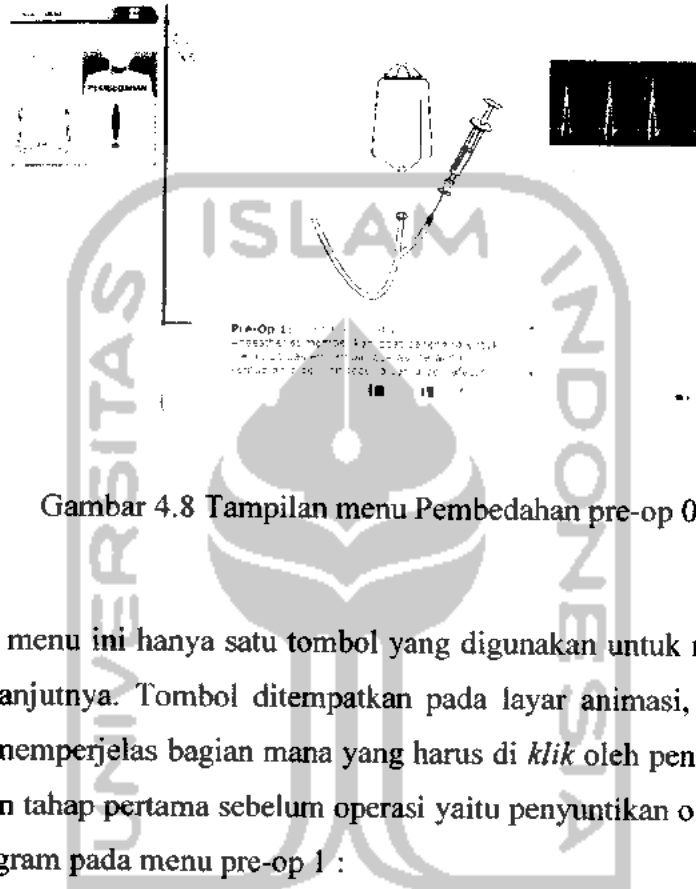 PEMBEDAHAN
ISLAM
UNIVERSITAS
INDONESIA
Pre-Op 1:
Gambar 4.8 Tampilan menu Pembedahan pre-op 0
menu ini hanya satu tombol yang digunakan untuk
anjutnya. Tombol ditempatkan pada layar animasi,
memperjelas bagian mana yang harus di klik oleh pen
n tahap pertama sebelum operasi yaitu penyuntikan o
gram pada menu pre-op 1 :